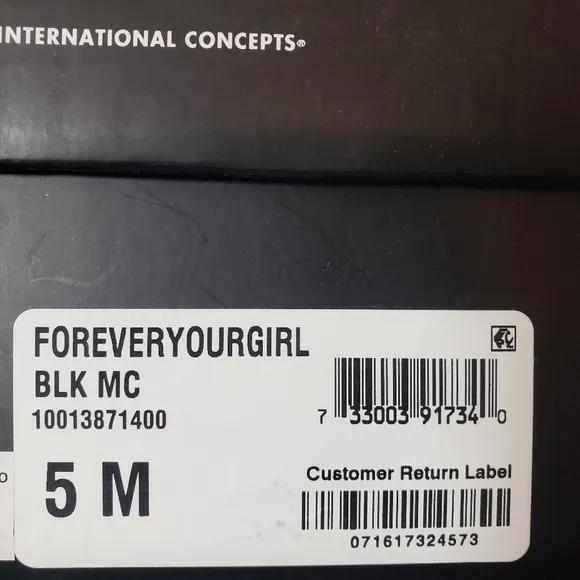 INTERNATIONAL CONCEPTS®
FOREVERYOURGIRL
BLK MC
10013871400
7 33003 91734 0
5 M
Customer Return Label
071617324573